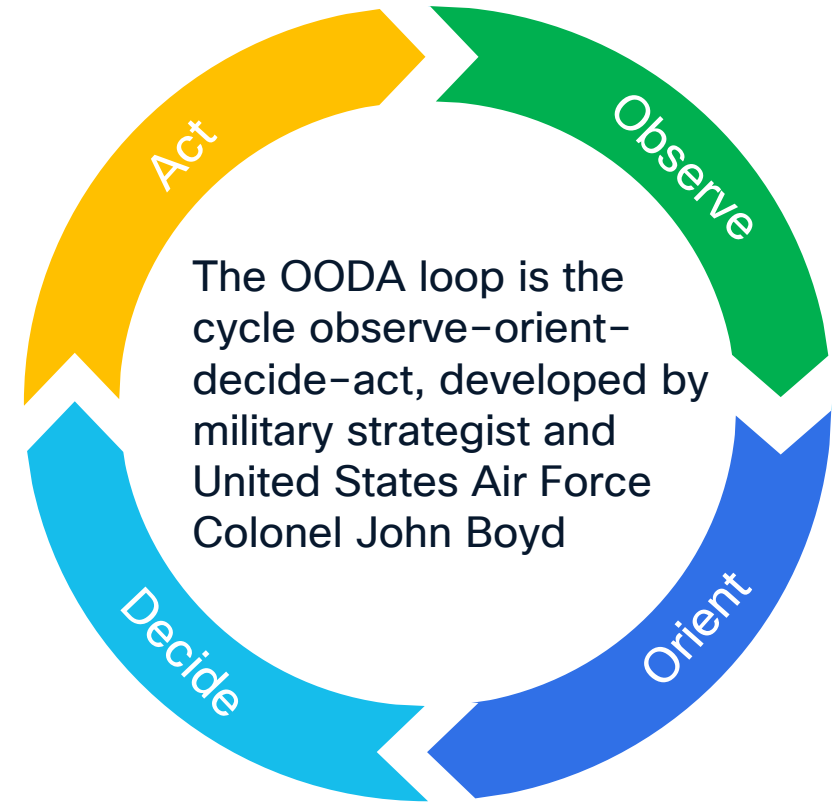 Act
Observe
The OODA loop is the
cycle observe–orient–
decide–act, developed by
military strategist and
United States Air Force
Colonel John Boyd
Decide
Orient